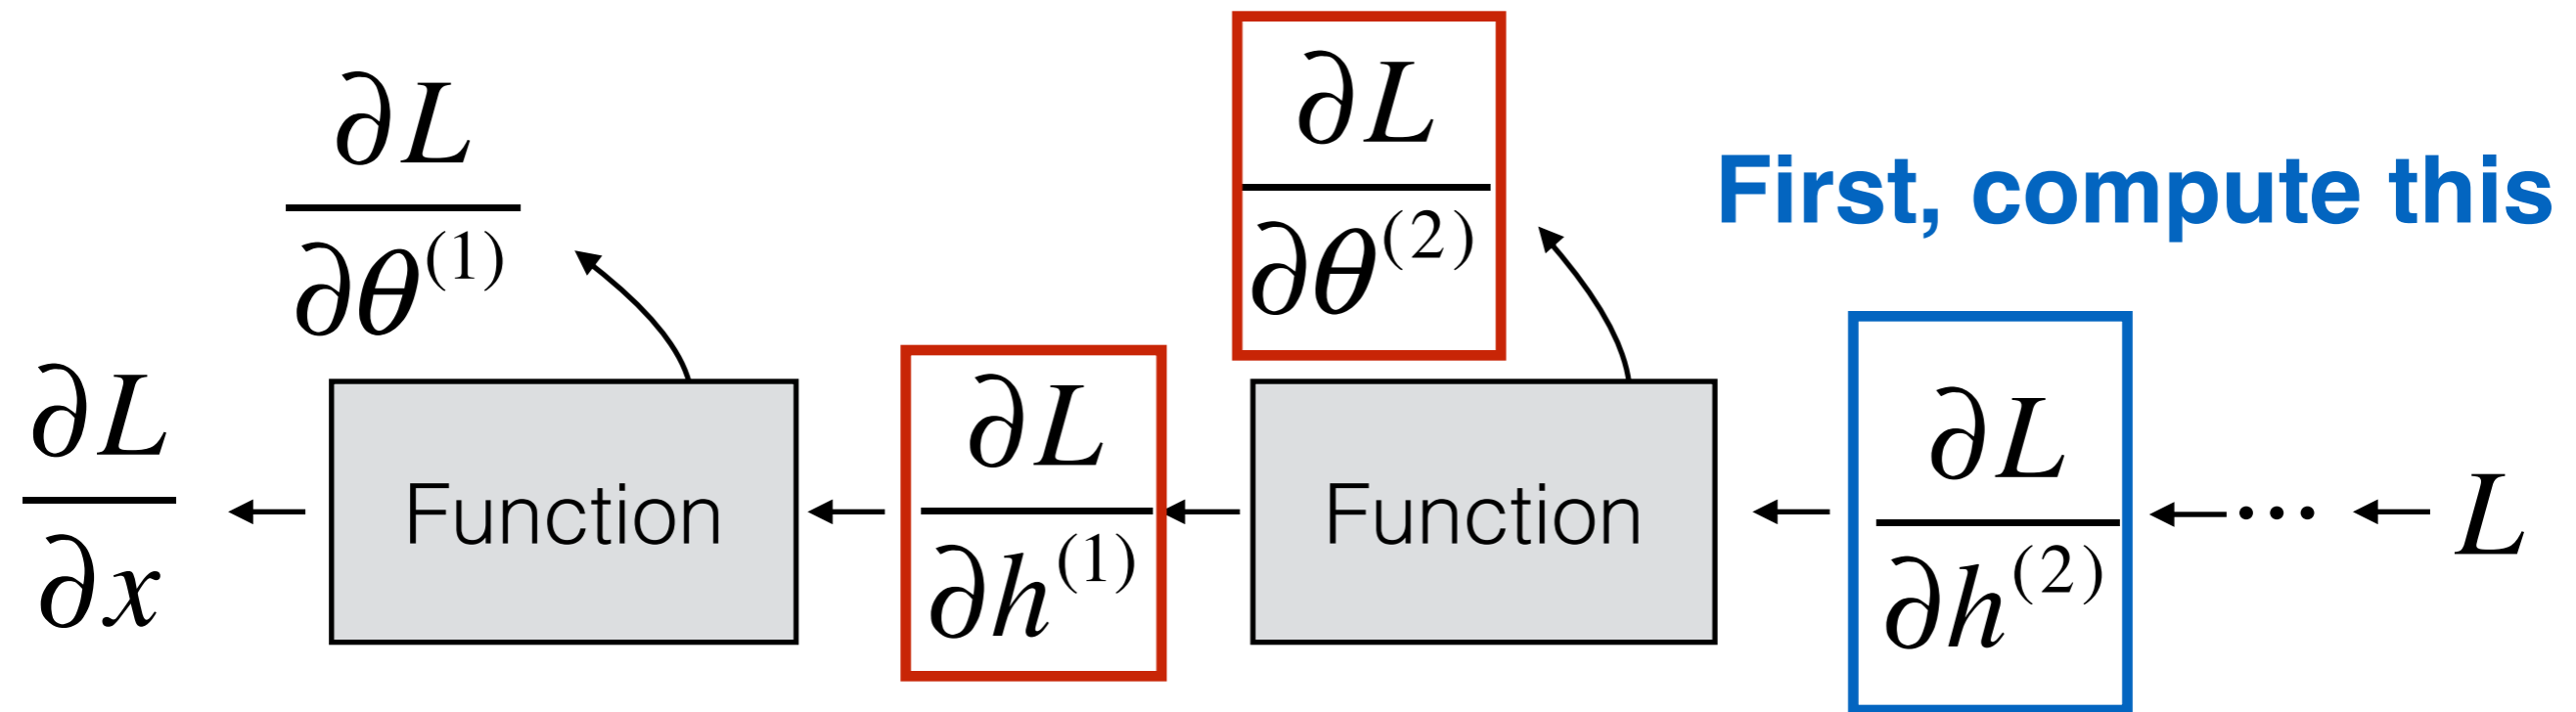 ∂L/∂x
∂L/∂θ^(1)
Function
∂L/∂h^(1)
∂L/∂θ^(2)
Function
First, compute this
∂L/∂h^(2)
...
L